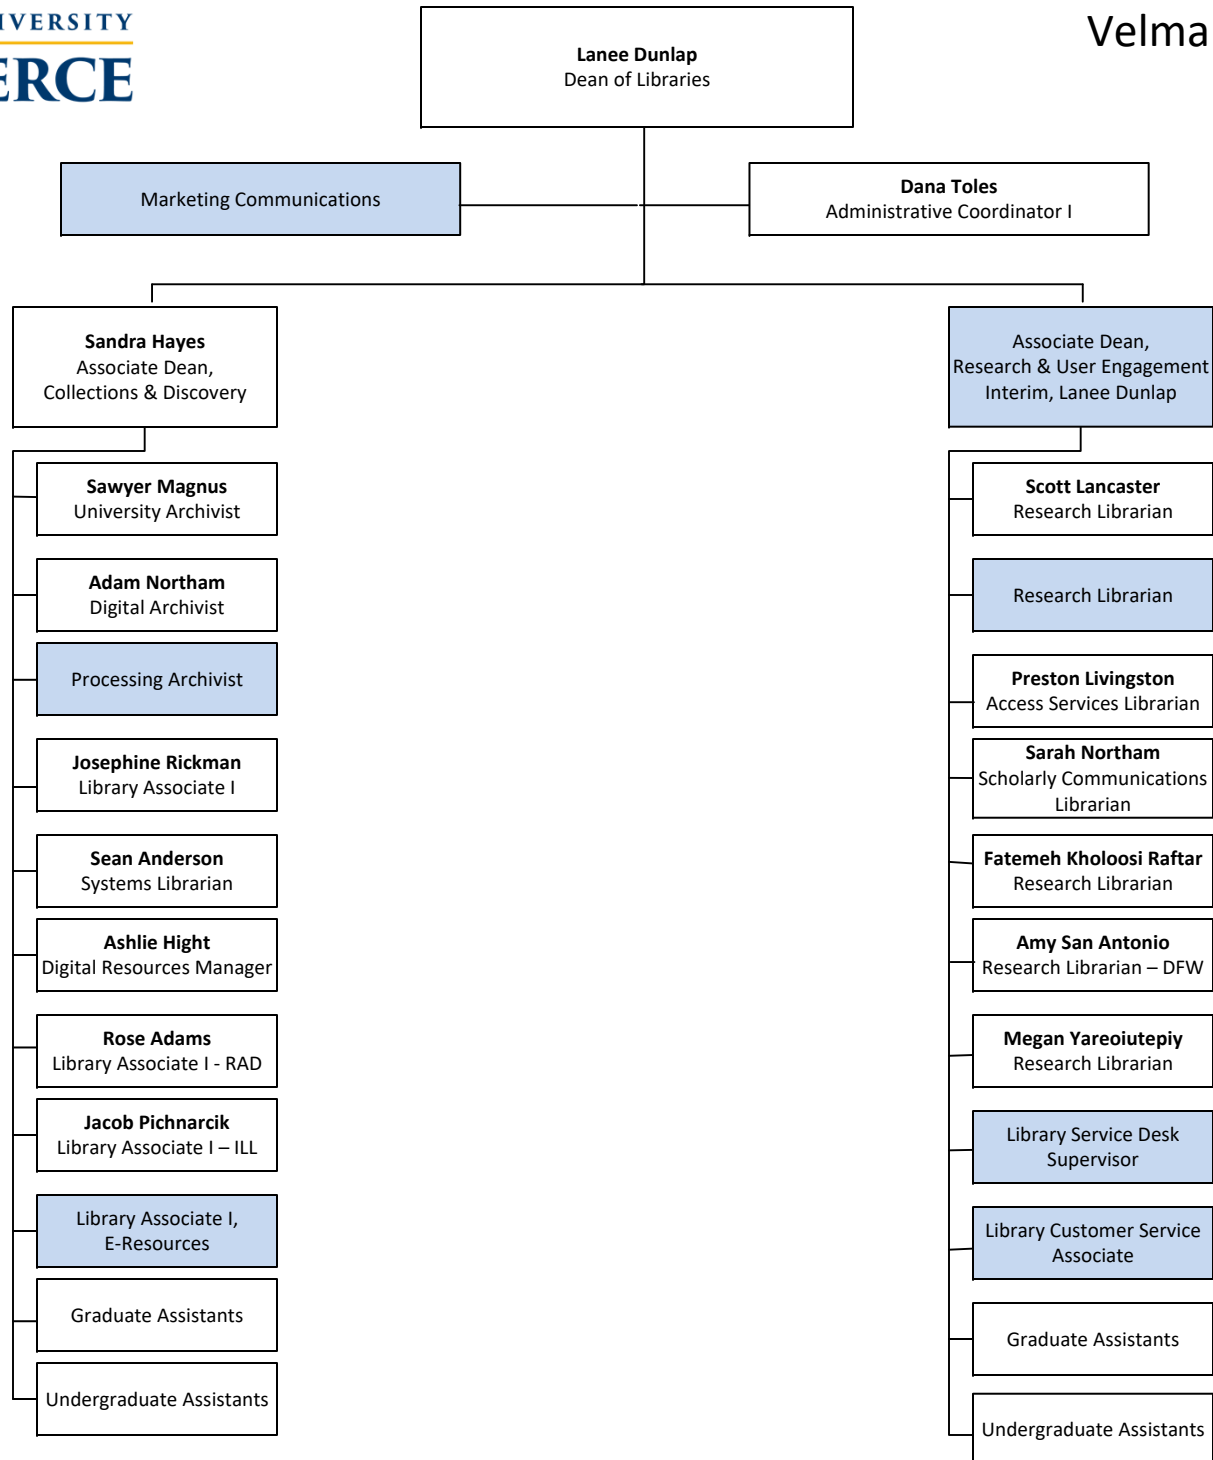 IVERSITY
ERCE
Velma
Lanee Dunlap
Dean of Libraries
Marketing Communications
Dana Toles
Administrative Coordinator I
Sandra Hayes
Associate Dean,
Collections & Discovery
Associate Dean,
Research & User Engagement
Interim, Lanee Dunlap
Sawyer Magnus
University Archivist
Adam Northam
Digital Archivist
Processing Archivist
Josephine Rickman
Library Associate I
Sean Anderson
Systems Librarian
Ashlie Hight
Digital Resources Manager
Rose Adams
Library Associate I - RAD
Jacob Pichnarcik
Library Associate I – ILL
Library Associate I,
E-Resources
Graduate Assistants
Undergraduate Assistants
Scott Lancaster
Research Librarian
Research Librarian
Preston Livingston
Access Services Librarian
Sarah Northam
Scholarly Communications
Librarian
Fatemeh Kholoosi Raftar
Research Librarian
Amy San Antonio
Research Librarian – DFW
Megan Yareoiutepiy
Research Librarian
Library Service Desk
Supervisor
Library Customer Service
Associate
Graduate Assistants
Undergraduate Assistants